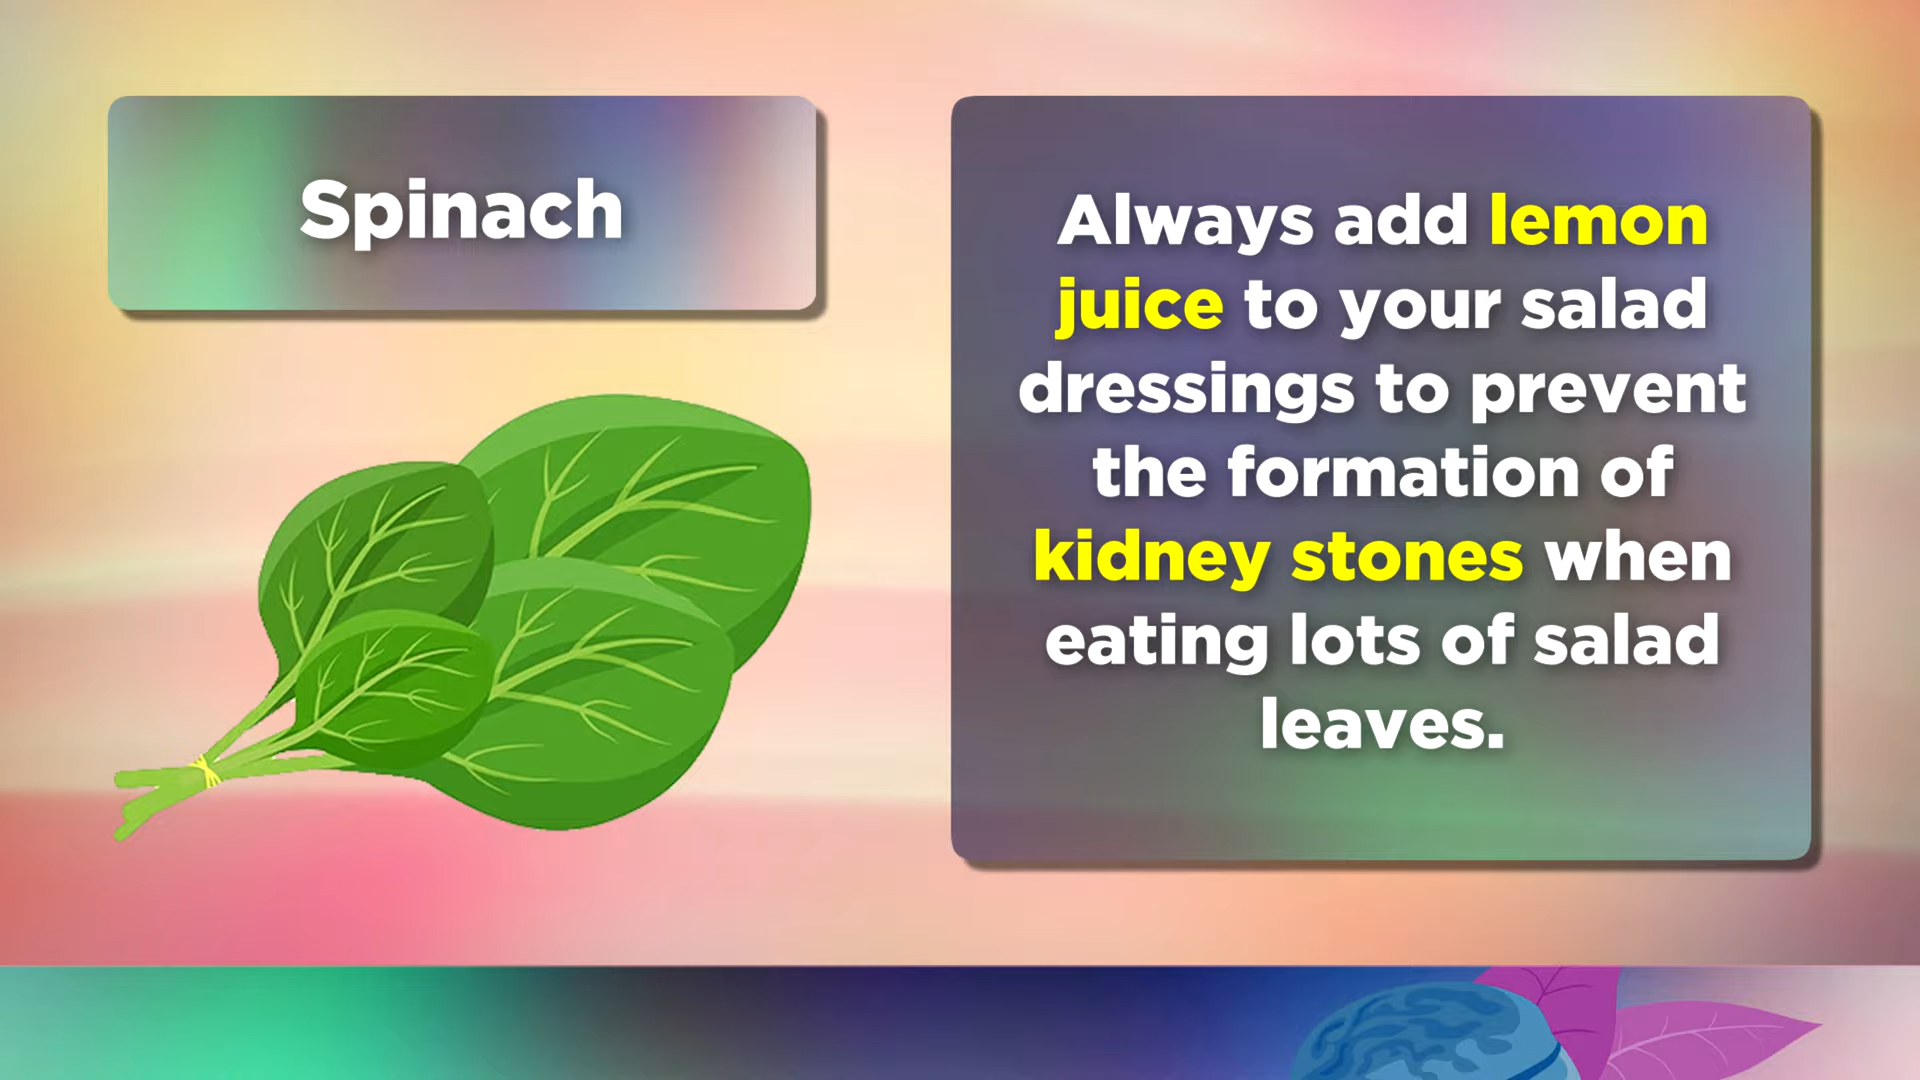 Spinach
Always add lemon
juice to your salad
dressings to prevent
the formation of
kidney stones when
eating lots of salad
leaves.